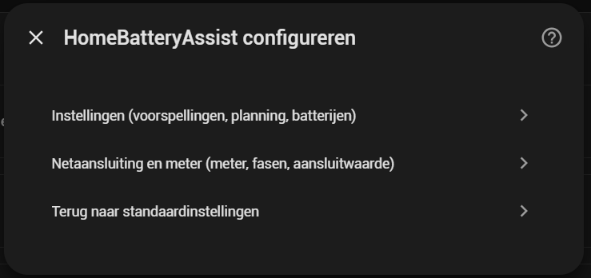 HomeBatteryAssist configureren
Instellingen (voorspellingen, planning, batterijen)
Netaansluiting en meter (meter, fasen, aansluitwaarde)
Terug naar standaardinstellingen